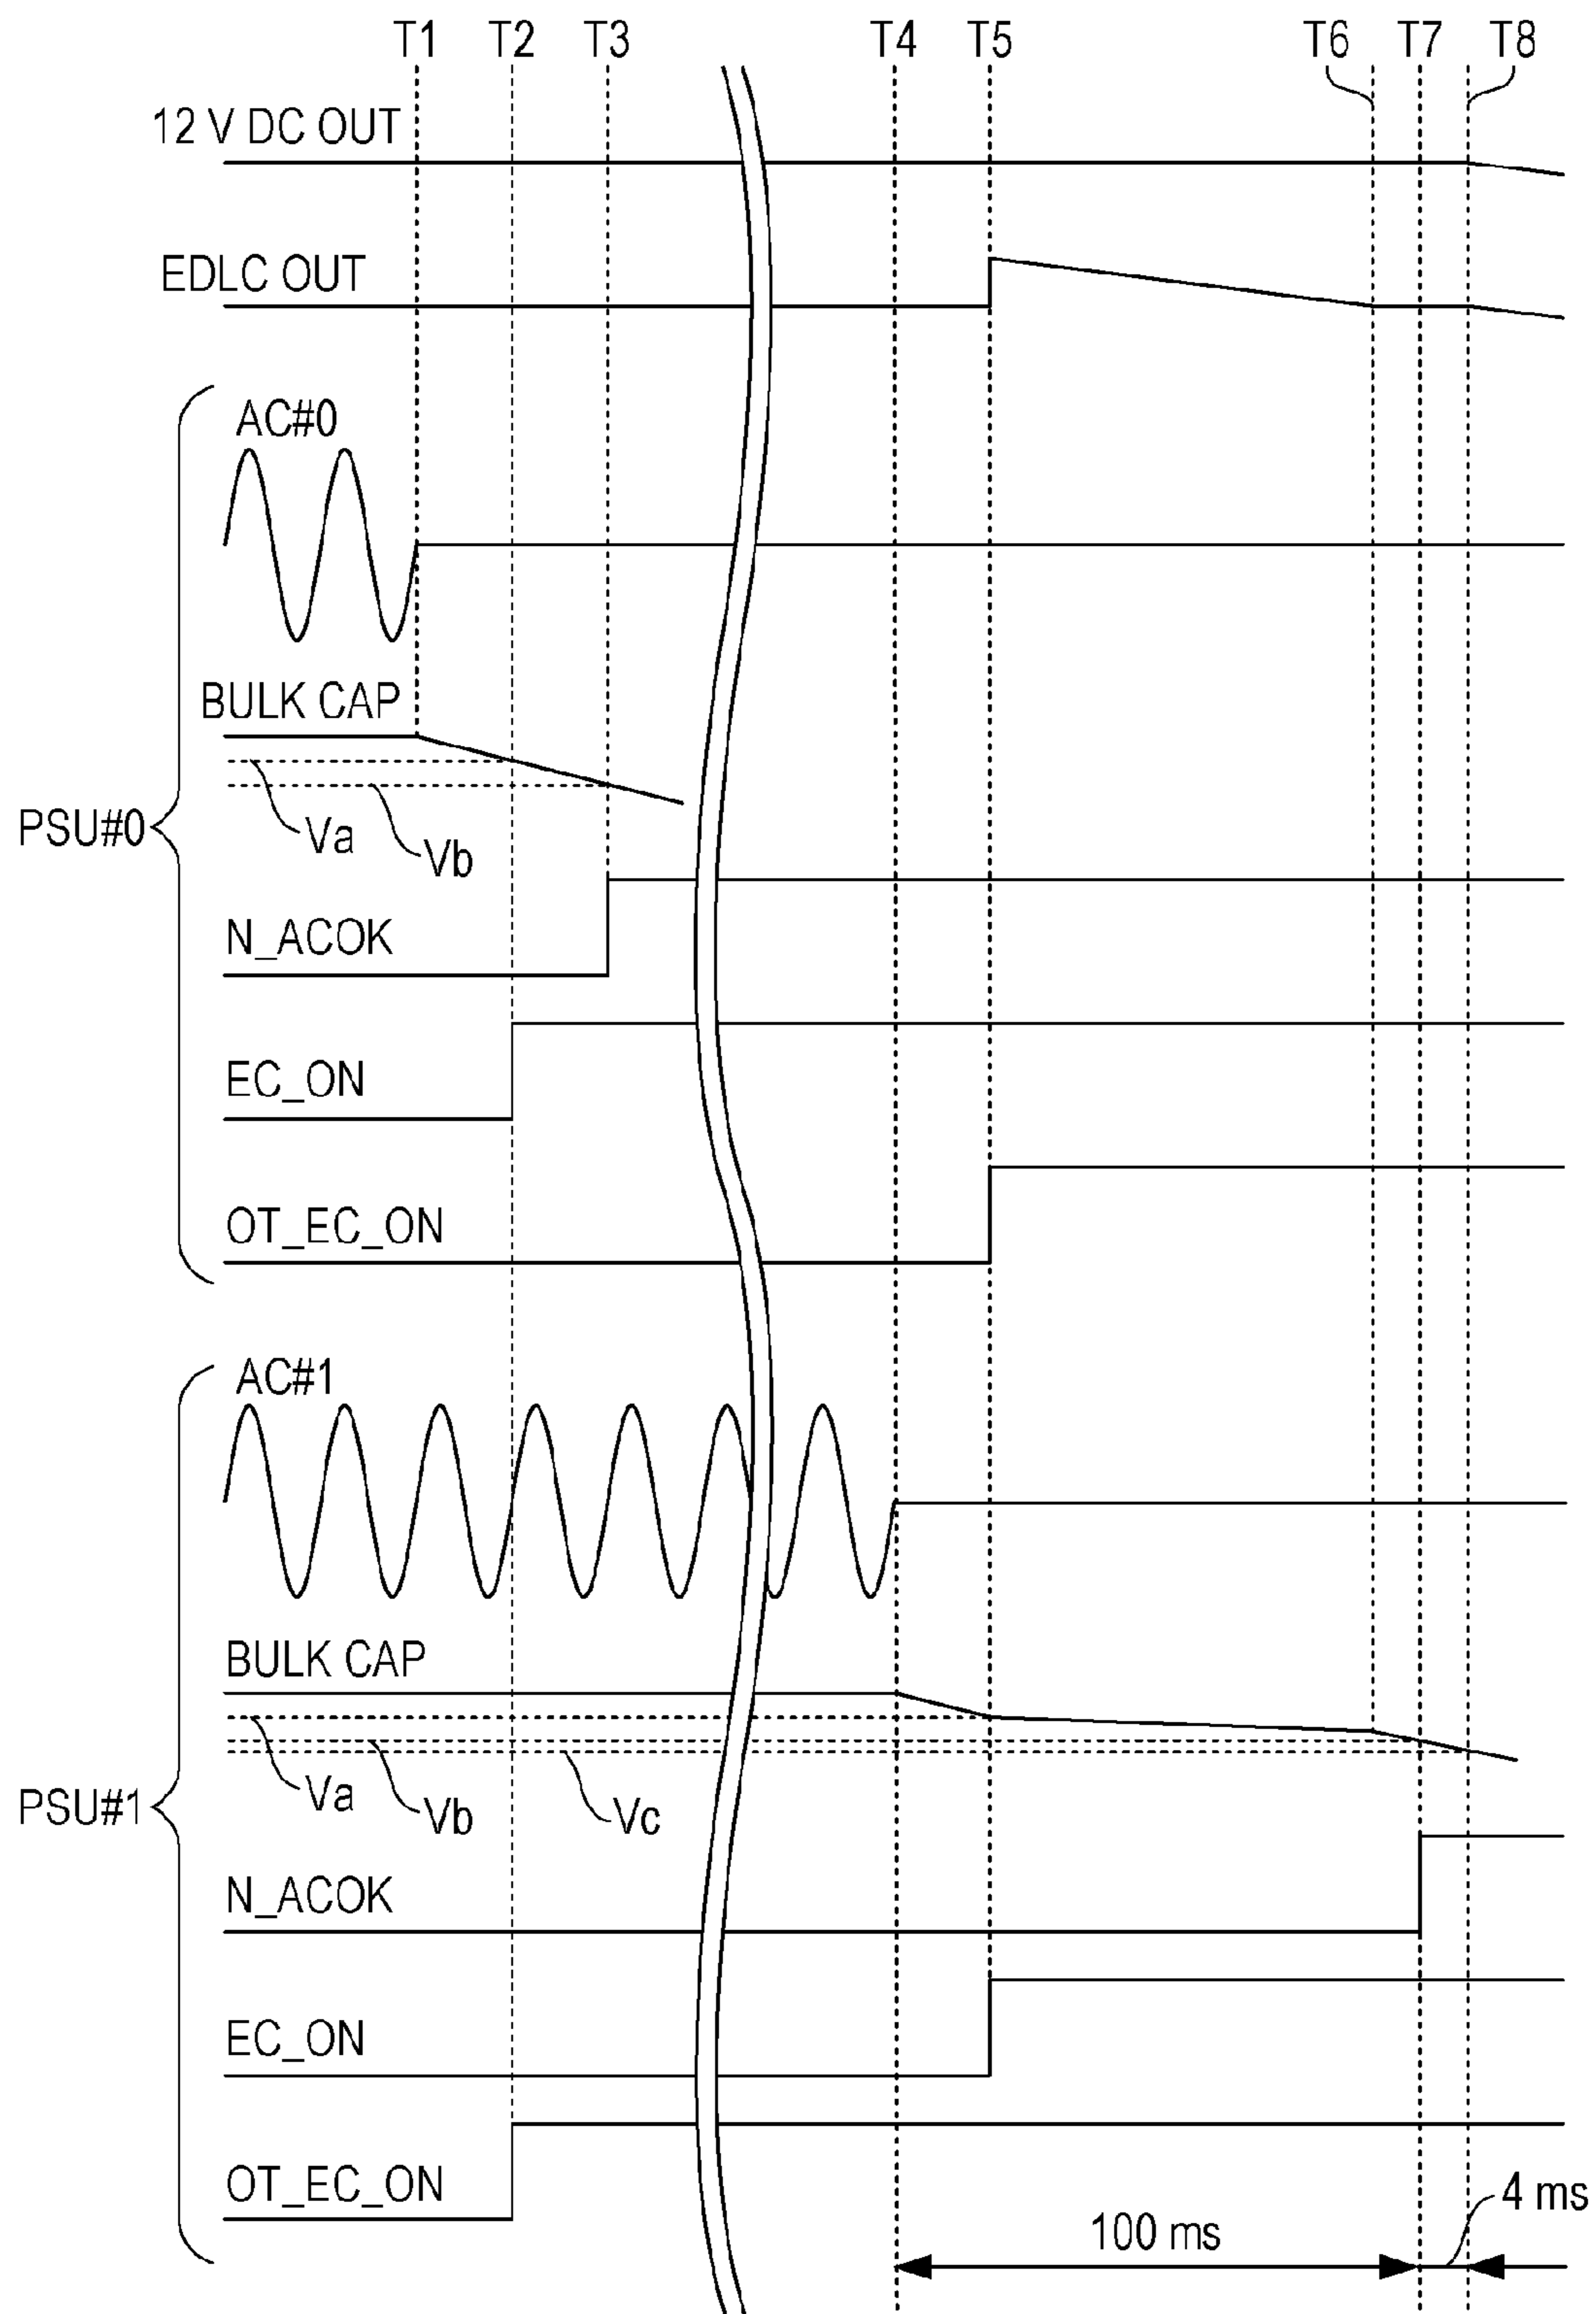 T1 T2 T3 T4 T5 T6 T7 T8
12 V DC OUT
EDLC OUT
PSU#0
AC#0
BULK CAP
Va
Vb
N_ACOK
EC_ON
OT_EC_ON
PSU#1
AC#1
BULK CAP
Va
Vb
Vc
N_ACOK
EC_ON
OT_EC_ON
100 ms
4 ms